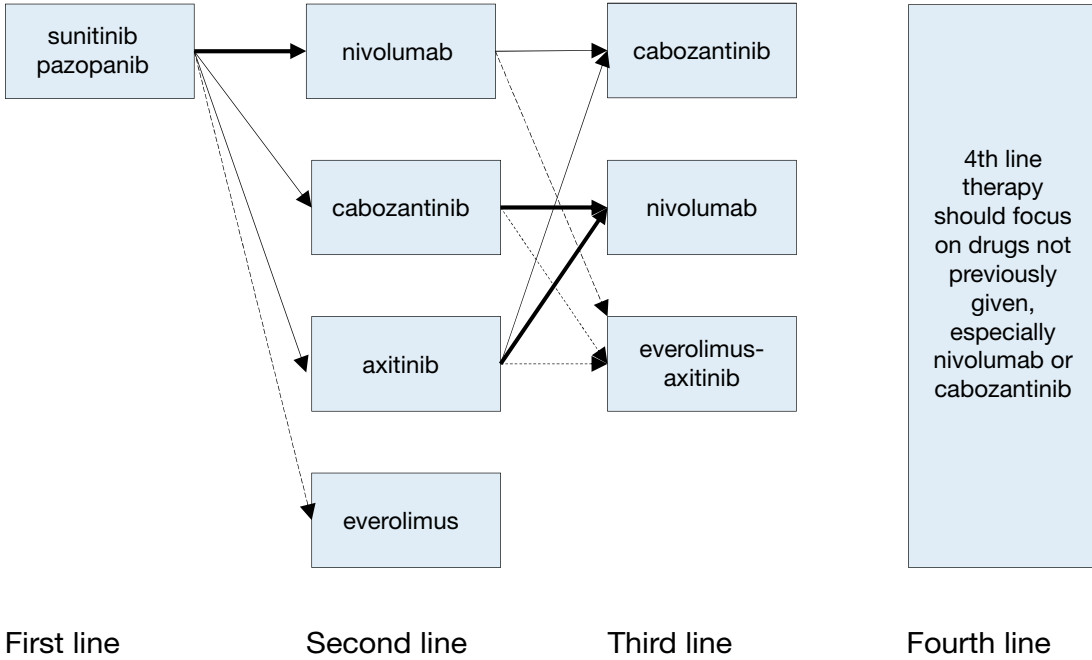 sunitinib
pazopanib
nivolumab
cabozantinib
cabozantinib
nivolumab
axitinib
everolimus-
axitinib
everolimus
4th line
therapy
should focus
on drugs not
previously
given,
especially
nivolumab or
cabozantinib
First line
Second line
Third line
Fourth line